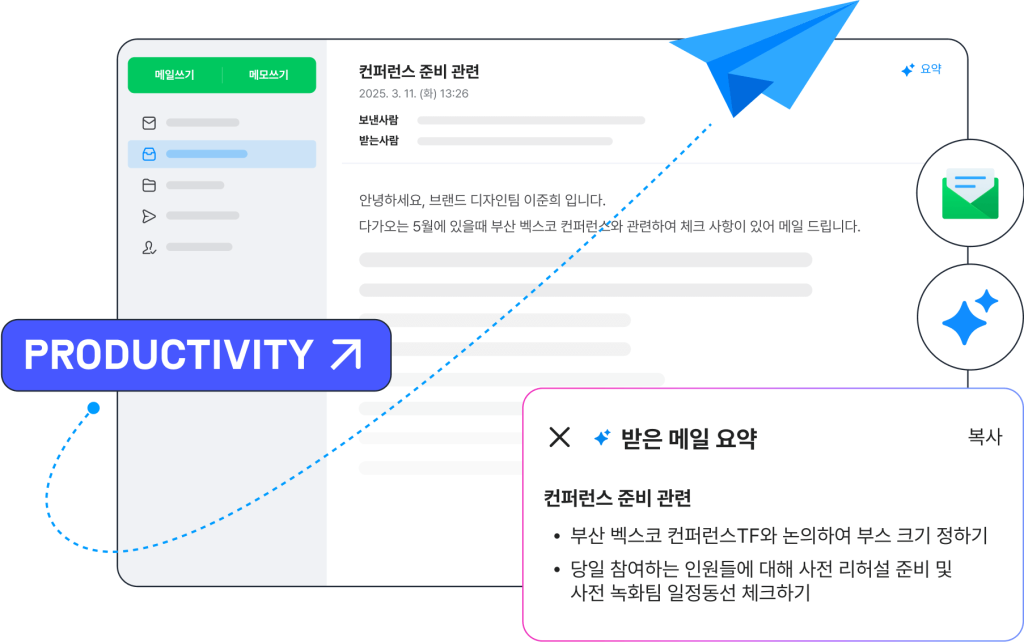 메일쓰기 메모쓰기
컨퍼런스 준비 관련
2025. 3. 11. (화) 13:26
요약
보낸사람
받는사람
안녕하세요, 브랜드 디자인팀 이준희 입니다.
다가오는 5월에 있을때 부산 벡스코 컨퍼런스와 관련하여 체크 사항이 있어 메일 드립니다.
PRODUCTIVITY
받은 메일 요약
복사
컨퍼런스 준비 관련
• 부산 벡스코 컨퍼런스TF와 논의하여 부스 크기 정하기
• 당일 참여하는 인원들에 대해 사전 리허설 준비 및
사전 녹화팀 일정동선 체크하기